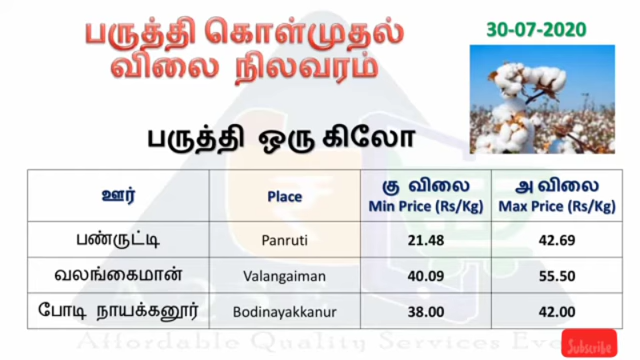 பருத்தி கொள்முதல்
விலை நிலவரம்
30-07-2020
பருத்தி ஒரு கிலோ
ஊர் Place கு விலை Min Price (Rs/Kg) அ விலை Max Price (Rs/Kg)
பண்ருட்டி Panruti 21.48 42.69
வலங்கைமான் Valangaiman 40.09 55.50
போடி நாயக்கனூர் Bodinayakkanur 38.00 42.00
Affordable Quality Services
Subscribe